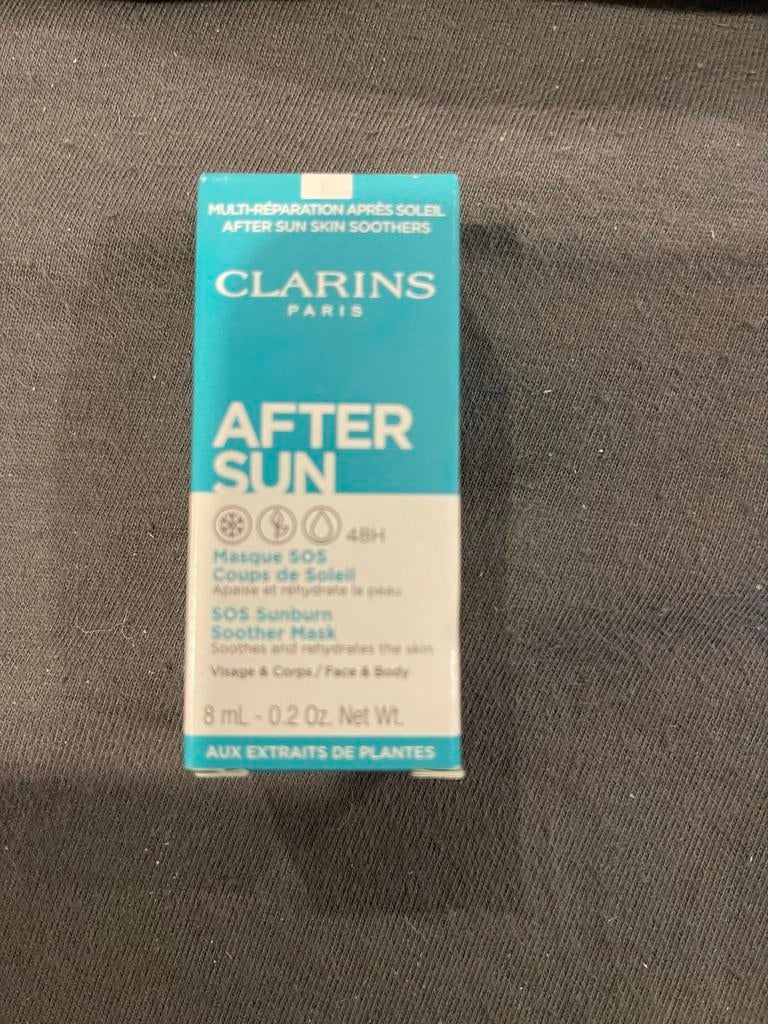 MULTI-RÉPARATION APRÈS SOLEIL
AFTER SUN SKIN SOOTHERS
CLARINS
PARIS
AFTER
SUN
48H
Masque SOS
Coups de Soleil
Apaise et réhydrate la peau
SOS Sunburn
Soother Mask
Soothes and rehydrates the skin
Visage & Corps / Face & Body
8 mL - 0.2 Oz. Net Wt.
AUX EXTRAITS DE PLANTES